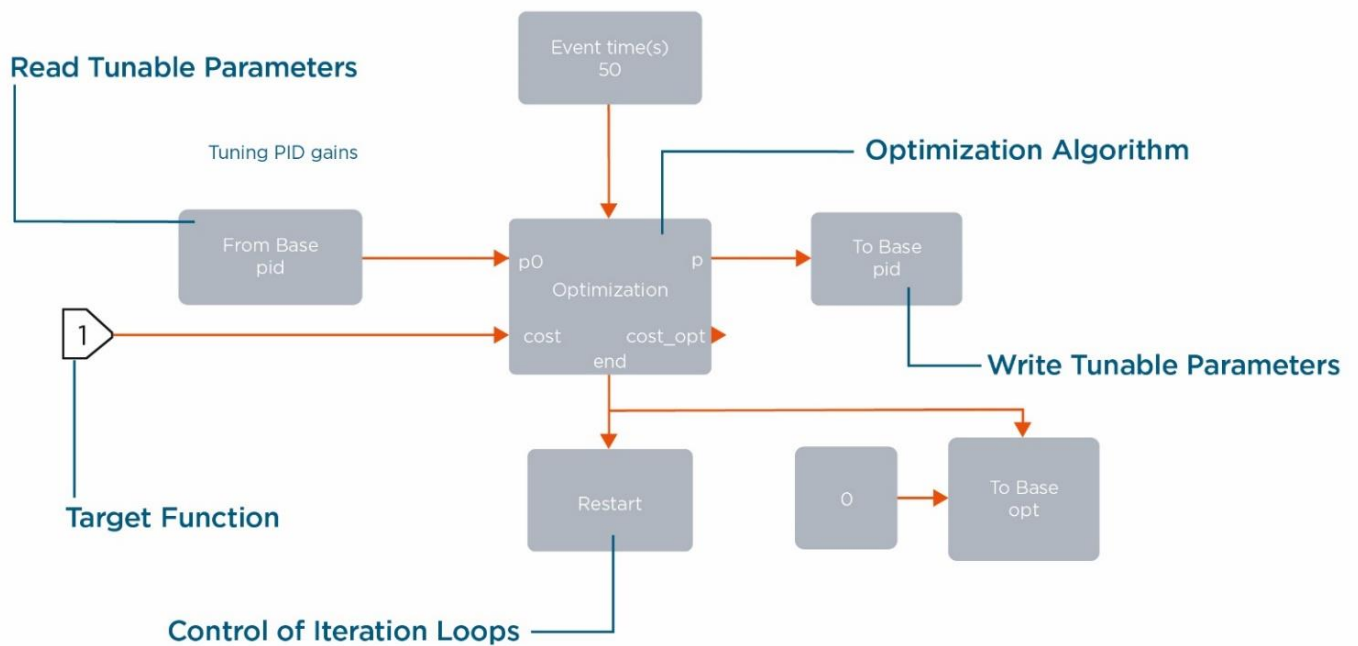 Event time(s)
50
Read Tunable Parameters
Tuning PID gains
Optimization Algorithm
From Base
pid
p0
p
Optimization
cost
cost_opt
end
To Base
pid
1
Write Tunable Parameters
Restart
0
To Base
opt
Target Function
Control of Iteration Loops